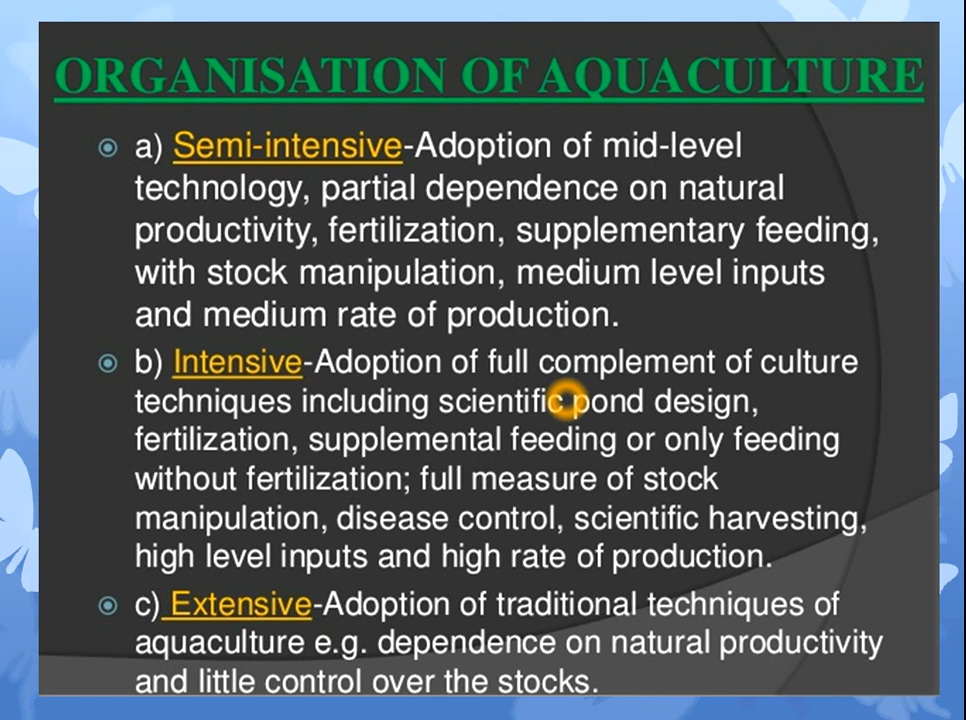 ORGANISATION OF AQUACULTURE
a) Semi-intensive-Adoption of mid-level
technology, partial dependence on natural
productivity, fertilization, supplementary feeding,
with stock manipulation, medium level inputs
and medium rate of production.
b) Intensive-Adoption of full complement of culture
techniques including scientific pond design,
fertilization, supplemental feeding or only feeding
without fertilization; full measure of stock
manipulation, disease control, scientific harvesting,
high level inputs and high rate of production.
c) Extensive-Adoption of traditional techniques of
aquaculture e.g. dependence on natural productivity
and little control over the stocks.